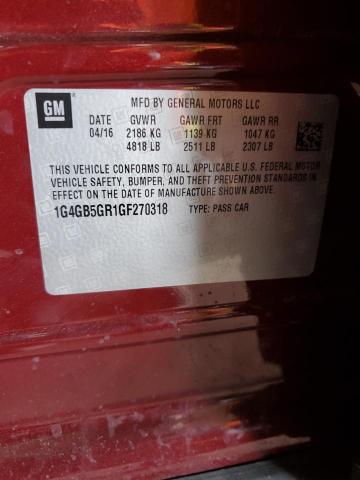 GM
MFD BY GENERAL MOTORS LLC
DATE GVWR GAWR FRT GAWR RR
04/16 2186 KG 1139 KG 1047 KG
4818 LB 2511 LB 2307 LB
THIS VEHICLE CONFORMS TO ALL APPLICABLE U.S. FEDERAL MOTOR
VEHICLE SAFETY, BUMPER, AND THEFT PREVENTION STANDARDS IN
EFFECT ON THE DATE OF MANUFACTURE SHOWN ABOVE.
1G4GB5GR1GF270318 TYPE: PASS CAR